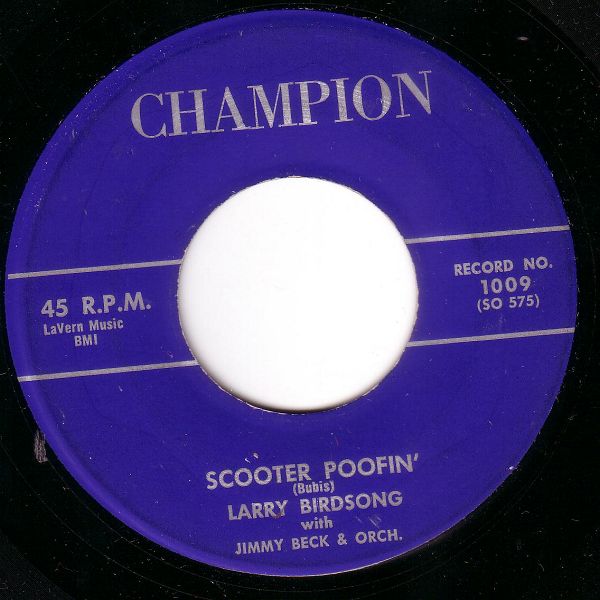 CHAMPION
45 R.P.M.
LaVern Music
BMI
RECORD NO.
1009
(SO 575)
SCOOTER POOFIN'
(Bubis)
LARRY BIRDSONG
with
JIMMY BECK & ORCH.